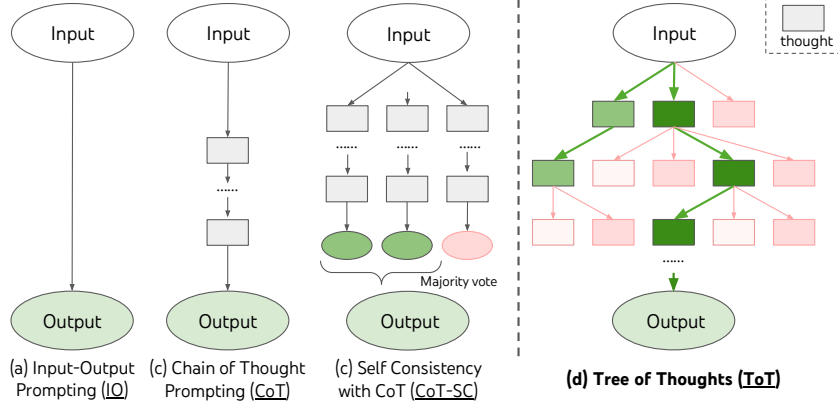 Input
Input
Input
Input
thought
......
......
......
......
......
Majority vote
Output
Output
Output
Output
(a) Input-Output
Prompting (IO)
(c) Chain of Thought
Prompting (CoT)
(c) Self Consistency
with CoT (CoT-SC)
(d) Tree of Thoughts (ToT)